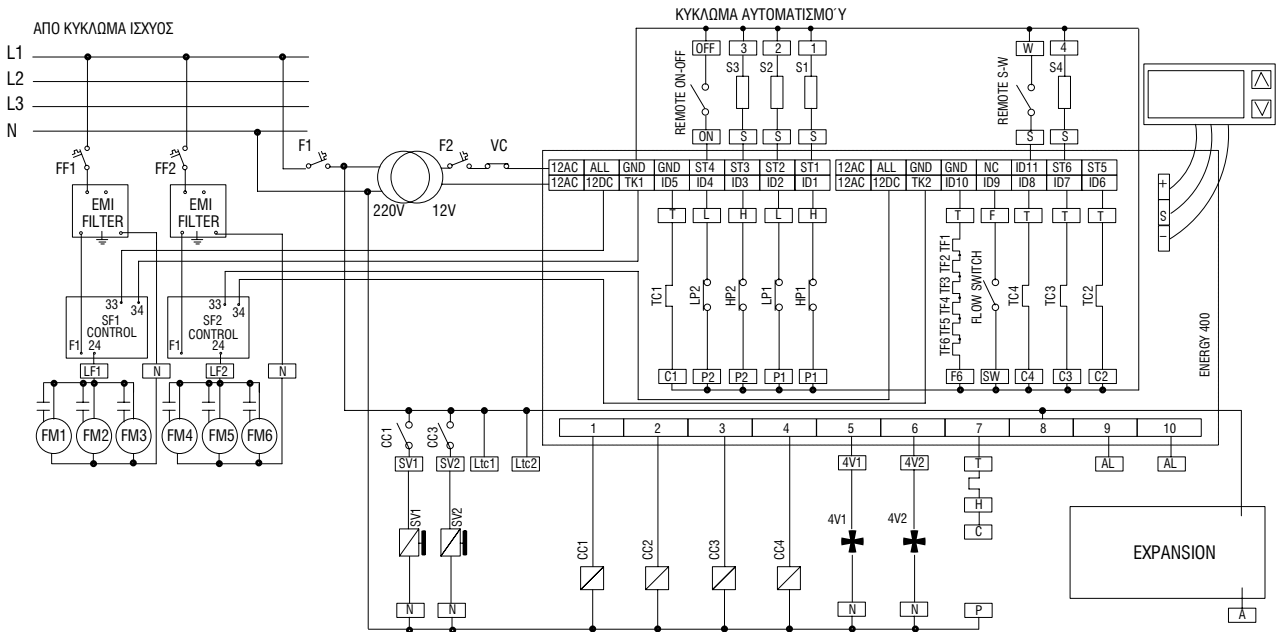 ΑΠΟ ΚΥΚΛΩΜΑ ΙΣΧΥΟΣ
ΚΥΚΛΩΜΑ ΑΥΤΟΜΑΤΙΣΜΟ΄Υ
L1
L2
L3
N
OFF 3 2 1 W 4
S3 S2 S1 S4
REMOTE ON-OFF
REMOTE S-W
ON S S S S S
FF1 FF2 F1 F2 VC
220V 12V
12AC ALL GND GND ST4 ST3 ST2 ST1
12AC 12DC TK1 ID5 ID4 ID3 ID2 ID1
12AC ALL GND GND NC ID11 ST6 ST5
12AC 12DC TK2 ID10 ID9 ID8 ID7 ID6
+
S
−
EMI FILTER
EMI FILTER
T L H L H
T F T T T
TC1 LP2 HP2 LP1 HP1
TF6 TF5 TF4 TF3 TF2 TF1
FLOW SWITCH
TC4 TC3 TC2
ENERGY 400
33 34
SF1 CONTROL
F1 24
33 34
SF2 CONTROL
F1 24
LF1 N LF2 N
C1 P2 P2 P1 P1
F6 SW C4 C3 C2
FM1 FM2 FM3 FM4 FM5 FM6
CC1 CC3
1 2 3 4 5 6 7 8 9 10
SV1 SV2 Ltc1 Ltc2
4V1 4V2 T AL AL
H
C
SV1 SV2
CC1 CC2 CC3 CC4
4V1 4V2
EXPANSION
N N N N P
A